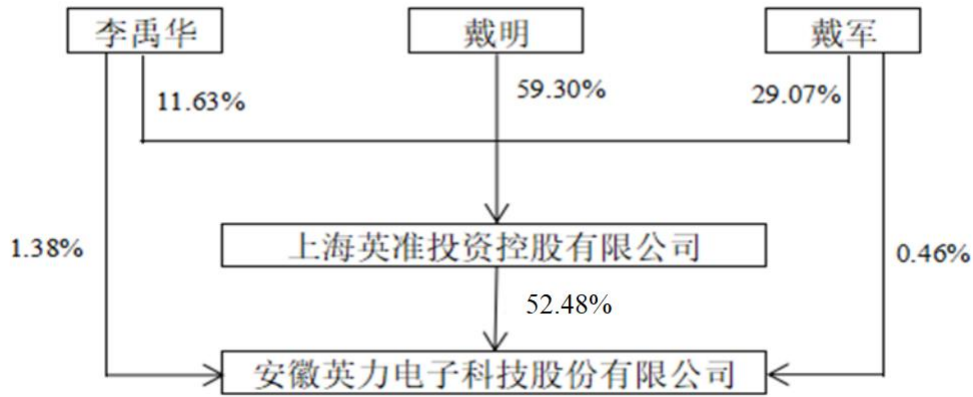 李禹华
戴明
戴军
11.63%
59.30%
29.07%
1.38%
上海英准投资控股有限公司
0.46%
52.48%
安徽英力电子科技股份有限公司